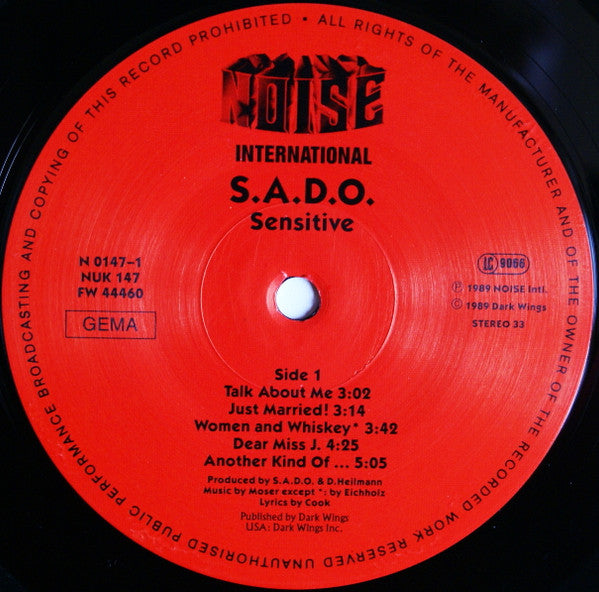 ALL RIGHTS OF THE MANUFACTURER AND OF THE OWNER OF THE RECORDED WORK RESERVED UNAUTHORISED PUBLIC PERFORMANCE BROADCASTING AND COPYING OF THIS RECORD PROHIBITED •
NOISE
INTERNATIONAL
S.A.D.O.
Sensitive
N 0147-1
NUK 147
FW 44460
GEMA
LC 9066
Ⓟ 1989 NOISE Intl.
© 1989 Dark Wings
STEREO 33
Side 1
Talk About Me 3:02
Just Married! 3:14
Women and Whiskey* 3:42
Dear Miss J. 4:25
Another Kind Of ... 5:05
Produced by S.A.D.O. & D. Heilmann
Music by Moser except *: by Eichholz
Lyrics by Cook
Published by Dark Wings
USA: Dark Wings Inc.